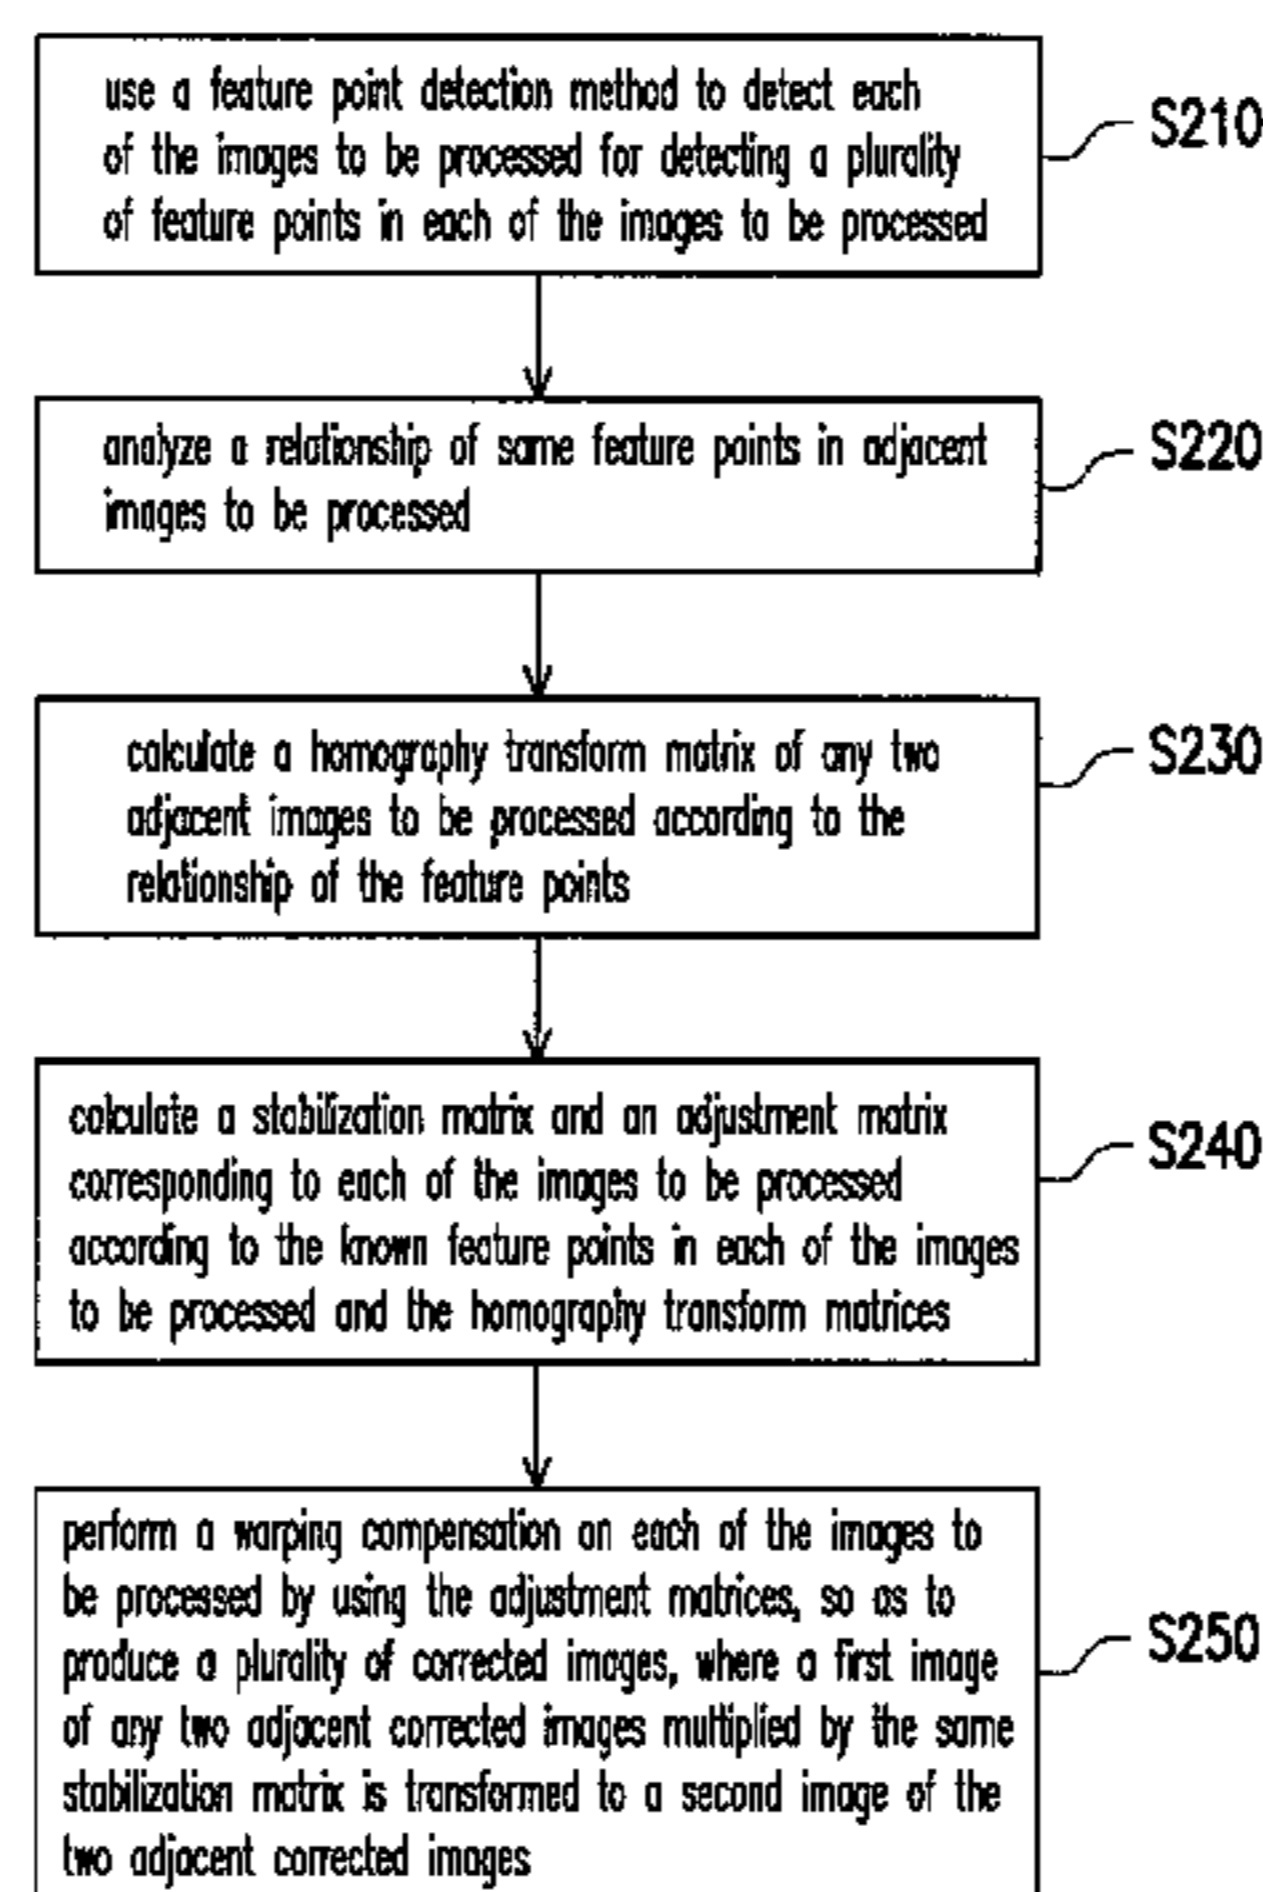 use a feature point detection method to detect each
of the images to be processed for detecting a plurality
of feature points in each of the images to be processed
S210
analyze a relationship of same feature points in adjacent
images to be processed
S220
calculate a homography transform matrix of any two
adjacent images to be processed according to the
relationship of the feature points
S230
calculate a stabilization matrix and an adjustment matrix
corresponding to each of the images to be processed
according to the known feature points in each of the images
to be processed and the homography transform matrices
S240
perform a warping compensation on each of the images to
be processed by using the adjustment matrices, so as to
produce a plurality of corrected images, where a first image
of any two adjacent corrected images multiplied by the same
stabilization matrix is transformed to a second image of the
two adjacent corrected images
S250